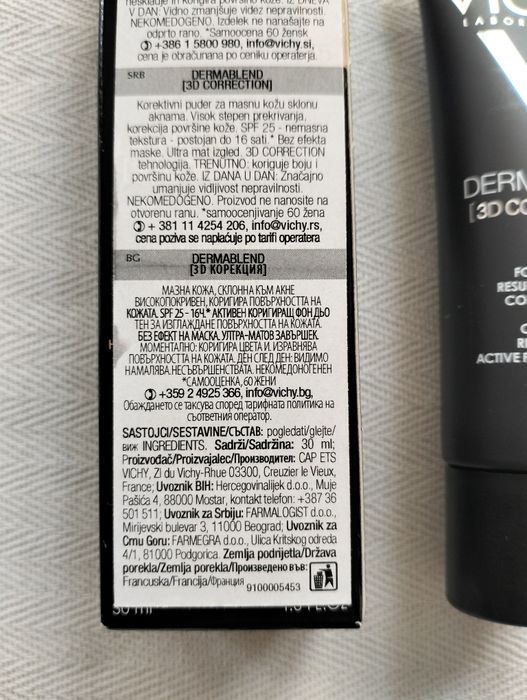 V DAN: Vidno zmanjšuje videz nepravilnosti.
NEKOMEDOGENO. Izdelek ne nanašajte na
odprto rano. *Samoocena 60 žensk
+386 1 5800 980, info@vichy.si,
cena je obračunana po ceniku operaterja.
SRB
DERMABLEND
[3D CORRECTION]
Korektivni puder za masnu kožu sklonu
aknama. Visok stepen prekrivanja,
korekcija površine kože. SPF 25 - nemasna
tekstura - postojan do 16 sati.* Bez efekta
maske. Ultra mat izgled. 3D CORRECTION
tehnologija. TRENUTNO: koriguje boju i
površinu kože. IZ DANA U DAN: Značajno
umanjuje vidljivost nepravilnosti.
NEKOMEDOGENO. Proizvod ne nanosite na
otvorenu ranu. *samoocenjivanje 60 žena
+ 381 11 4254 206, info@vichy.rs,
cena poziva se naplaćuje po tarifi operatera
BG
DERMABLEND
[3D КОРЕКЦИЯ]
МАЗНА КОЖА, СКЛОННА КЪМ АКНЕ
ВИСОКОПОКРИВЕН, КОРИГИРА ПОВЪРХНОСТТА НА
КОЖАТА. SPF 25 - 16Ч.* АКТИВЕН КОРИГИРАЩ ФОН ДЬО
ТЕН ЗА ИЗГЛАЖДАНЕ ПОВЪРХНОСТТА НА КОЖАТА.
БЕЗ ЕФЕКТ НА МАСКА. УЛТРА-МАТОВ ЗАВЪРШЕК.
МОМЕНТАЛНО: КОРИГИРА ЦВЕТА И. ИЗРАВНЯВА
ПОВЪРХНОСТТА НА КОЖАТА. ДЕН СЛЕД ДЕН: ВИДИМО
НАМАЛЯВА НЕСЪВЪРШЕНСТВАТА. НЕКОМЕДОНОГЕНЕН
*САМООЦЕНКА, 60 ЖЕНИ
+359 2 4925 366, info@vichy.bg,
Обаждането се таксува според тарифната политика на
съответния оператор.
SASTOJCI/SESTAVINE/СЪСТАВ: pogledati/glejte/
виж INGREDIENTS. Sadrži/Sadržina: 30 ml;
Proizvođač/Proizvajalec/Производител: CAP ETS
VICHY, Zi du Vichy-Rhue 03300, Creuzier le Vieux,
France; Uvoznik BIH: Hercegovinalijek d.o.o., Muje
Pašića 4, 88000 Mostar, kontakt telefon: +387 36
501 511; Uvoznik za Srbiju: FARMALOGIST d.o.o.,
Mirijevski bulevar 3, 11000 Beograd; Uvoznik za
Crnu Goru: FARMEGRA d.o.o., Ulica Kritskog odreda
4/1, 81000 Podgorica. Zemlja podrijetla/Država
porekla/Zemlja porekla/Произведено във:
Francuska/Francija/Франция
9100005453
DERM
[3D CO
FO
RESU
CO
ACTIVE F